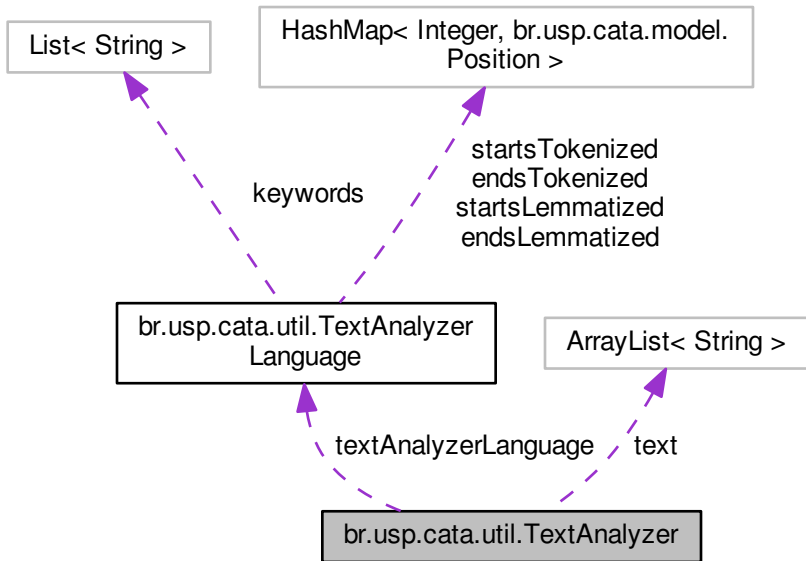 List< String >
HashMap< Integer, br.usp.cata.model.
Position >
startsTokenized
endsTokenized
startsLemmatized
endsLemmatized
keywords
br.usp.cata.util.TextAnalyzer
Language
ArrayList< String >
textAnalyzerLanguage
text
br.usp.cata.util.TextAnalyzer